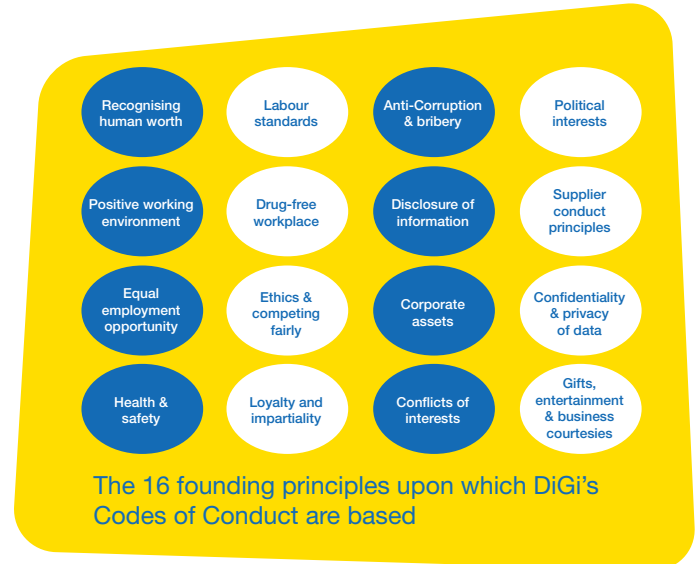 Recognising
human worth
Labour
standards
Anti-Corruption
& bribery
Political
interests
Positive working
environment
Drug-free
workplace
Disclosure of
information
Supplier
conduct
principles
Equal
employment
opportunity
Ethics &
competing
fairly
Corporate
assets
Confidentiality
& privacy
of data
Health &
safety
Loyalty and
impartiality
Conflicts of
interests
Gifts,
entertainment
& business
courtesies
The 16 founding principles upon which DiGi’s
Codes of Conduct are based